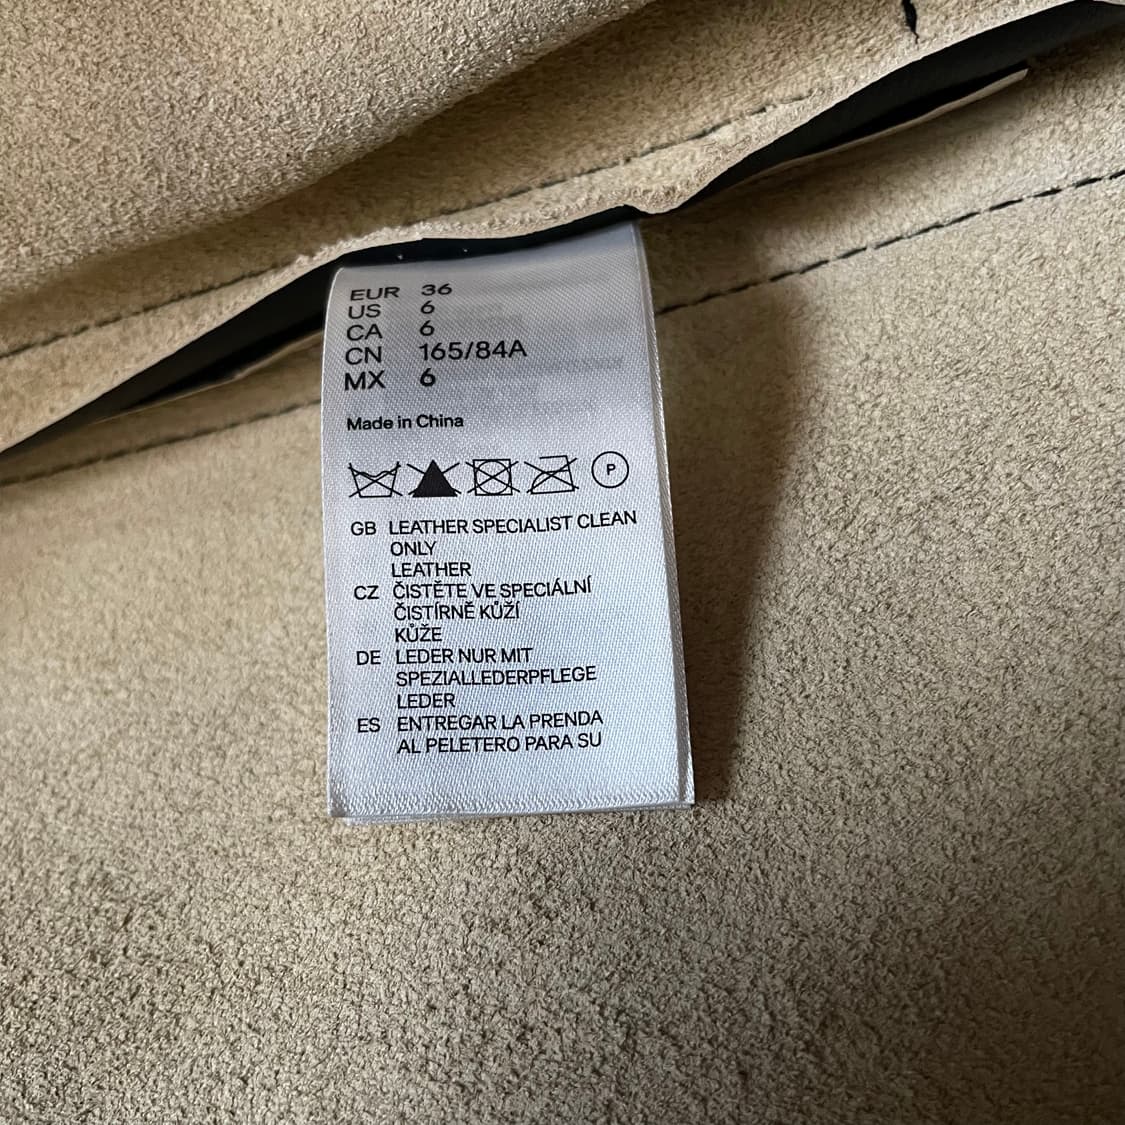 EUR 36
US 6
CA 6
CN 165/84A
MX 6
Made in China
P
GB LEATHER SPECIALIST CLEAN
ONLY
LEATHER
CZ ČISTĚTE VE SPECIÁLNÍ
ČISTÍRNĚ KŮŽÍ
KŮŽE
DE LEDER NUR MIT
SPEZIALLEDERPFLEGE
LEDER
ES ENTREGAR LA PRENDA
AL PELETERO PARA SU